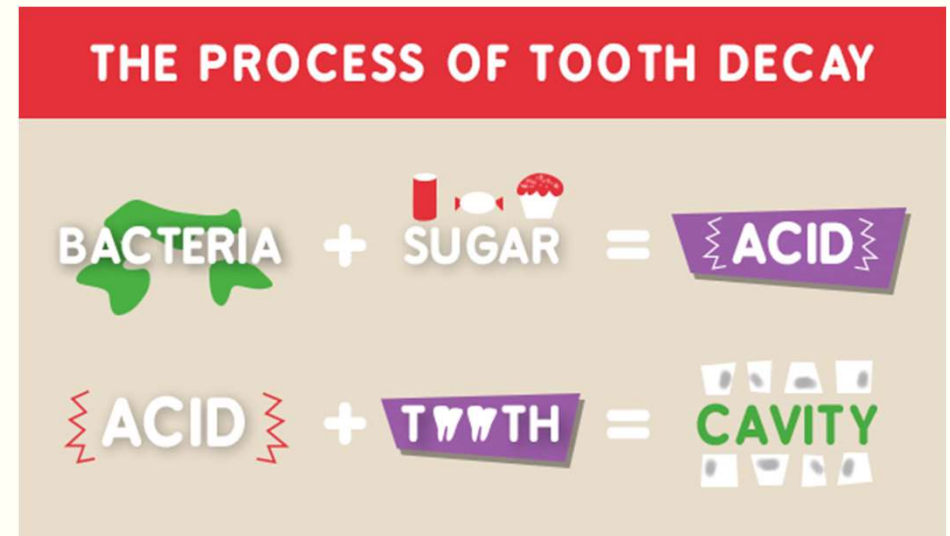 THE PROCESS OF TOOTH DECAY
BACTERIA + SUGAR = ACID
ACID + TOOTH = CAVITY